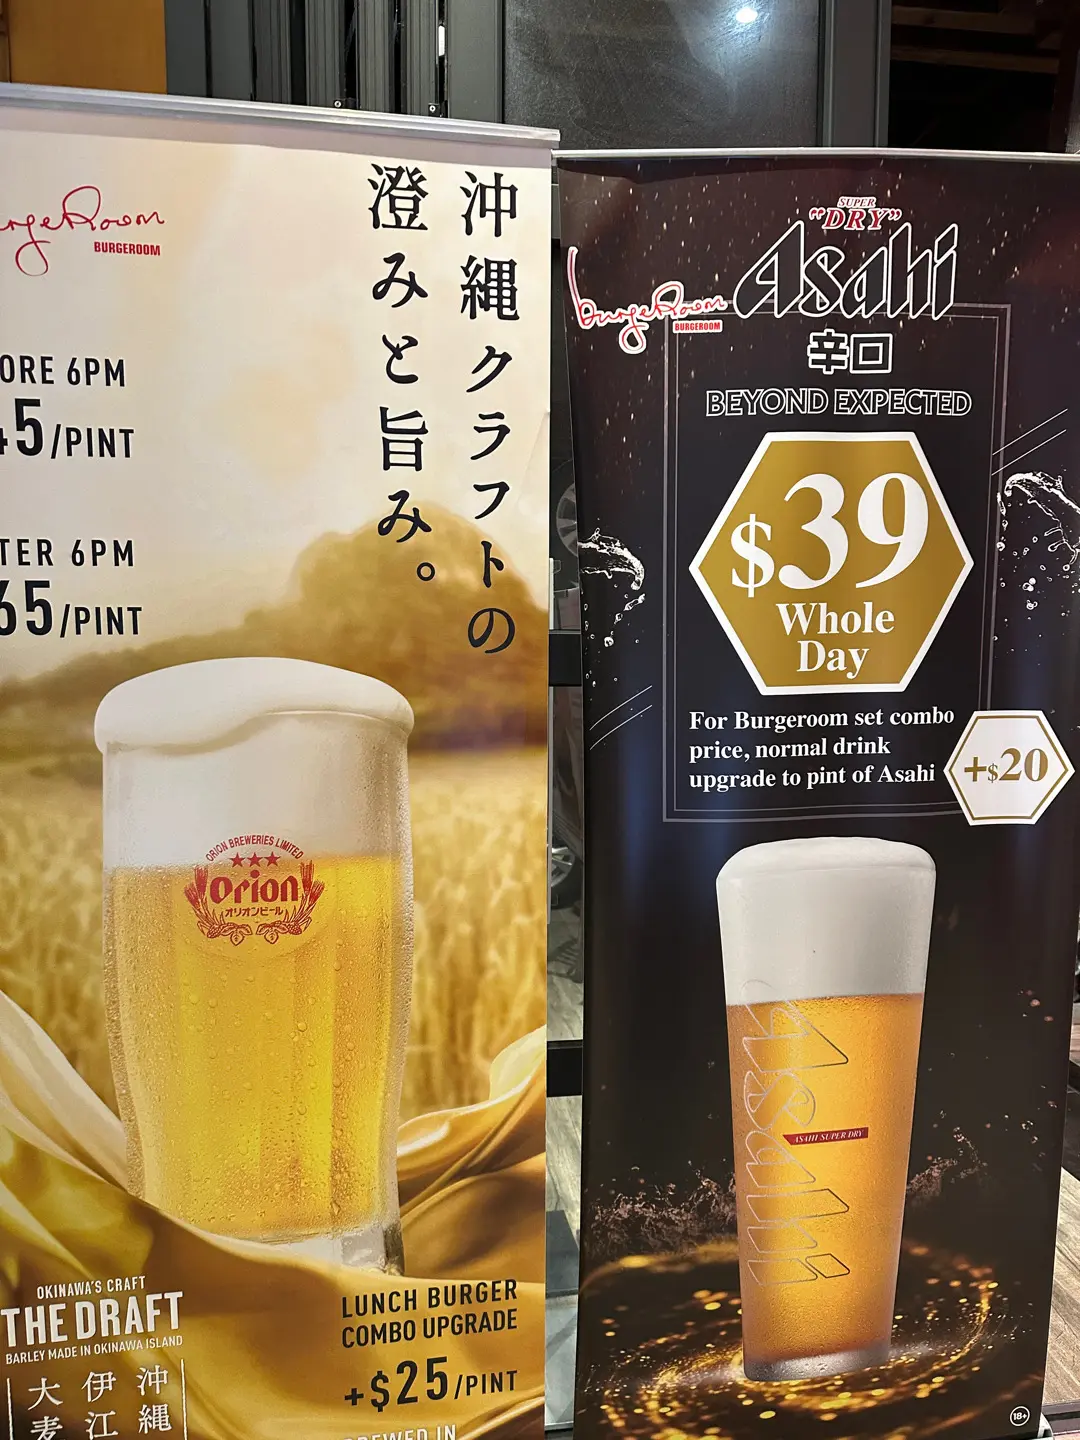 BURGEROOM
沖縄クラフトの
澄みと旨み。
6PM
5/PINT
6PM
65/PINT
ORION BREWERIES LIMITED
Orion
オリオンビール
OKINAWA'S CRAFT
THE DRAFT
BARLEY MADE IN OKINAWA ISLAND
沖縄
伊江
大麦
LUNCH BURGER
COMBO UPGRADE
+$25/PINT
BREWED IN
SUPER
"DRY"
Asahi
BurgeRoom
BURGEROOM
辛口
BEYOND EXPECTED
$39
Whole
Day
For Burgeroom set combo
price, normal drink
upgrade to pint of Asahi
+$20
Asahi
ASAHI SUPER DRY
18+